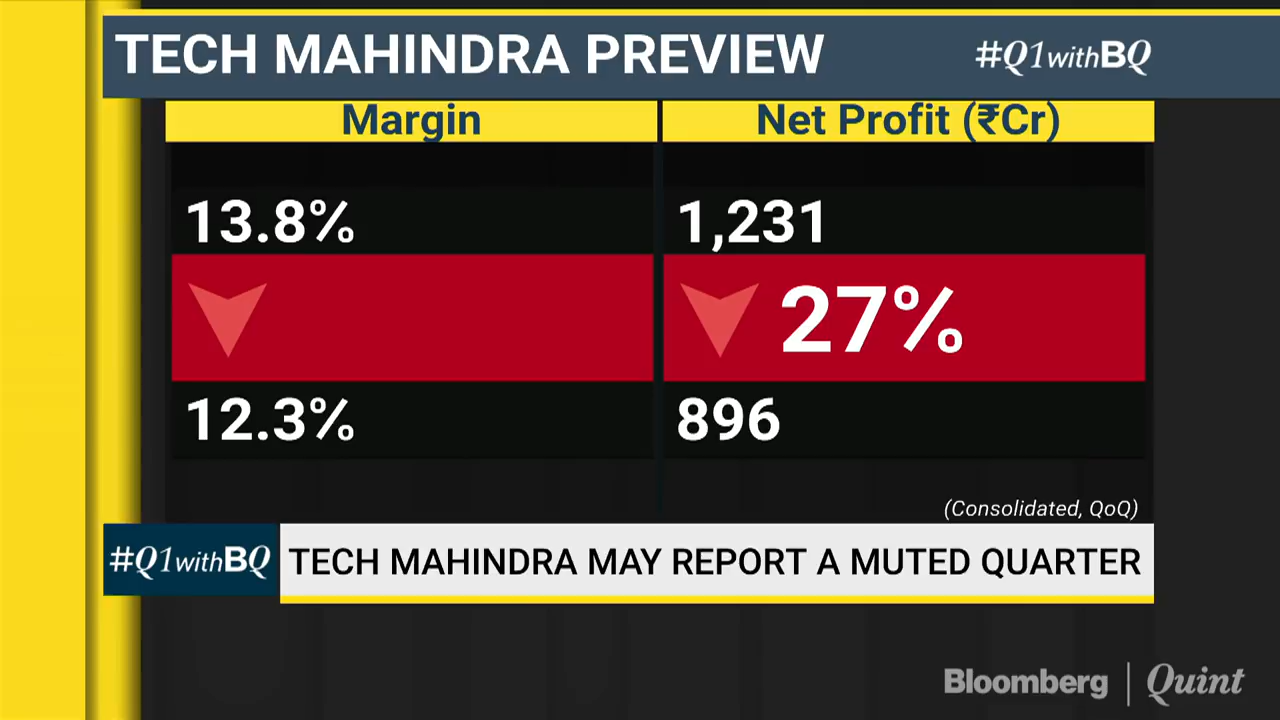 TECH MAHINDRA PREVIEW
#Q1withBQ
Margin
Net Profit (₹Cr)
13.8%
1,231
27%
12.3%
896
(Consolidated, QoQ)
#Q1withBQ
TECH MAHINDRA MAY REPORT A MUTED QUARTER
Bloomberg | Quint